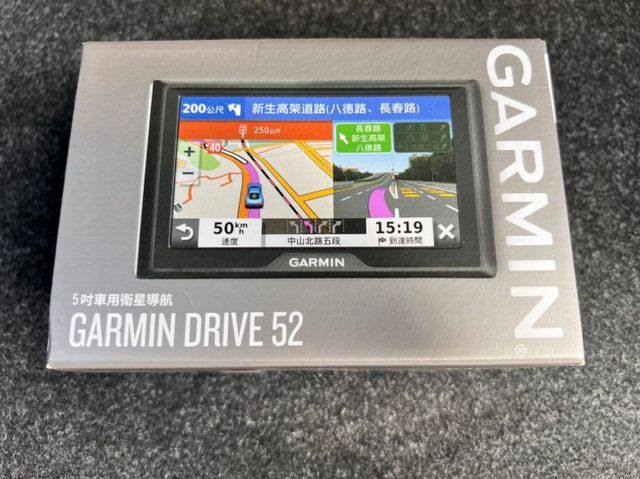 200公尺 新生高架道路(八德路、長春路)
250公尺
40
長春路
新生高架
八德路
50 km/h
速度
中山北路五段
15:19
到達時間
GARMIN
5吋車用衛星導航
GARMIN DRIVE 52
GARMIN®